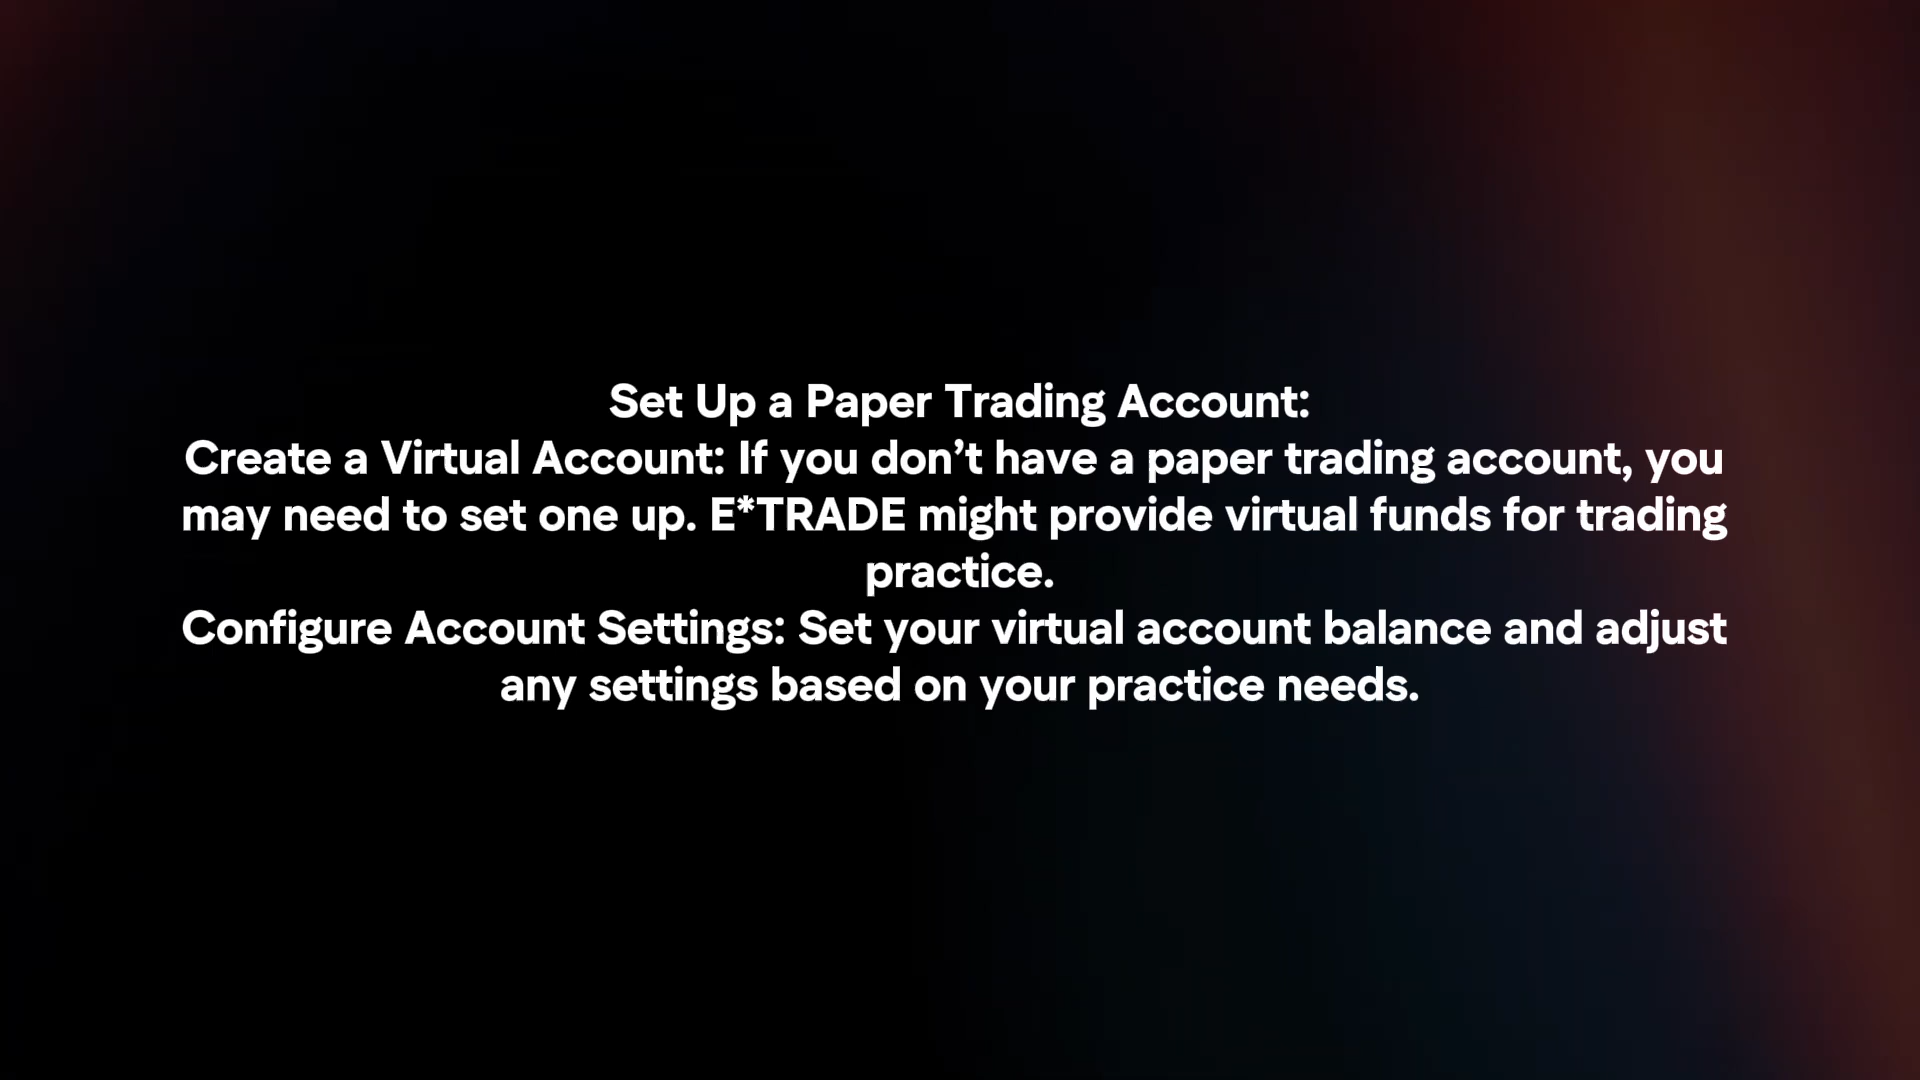 Set Up a Paper Trading Account:
Create a Virtual Account: If you don’t have a paper trading account, you
may need to set one up. E*TRADE might provide virtual funds for trading
practice.
Configure Account Settings: Set your virtual account balance and adjust
any settings based on your practice needs.